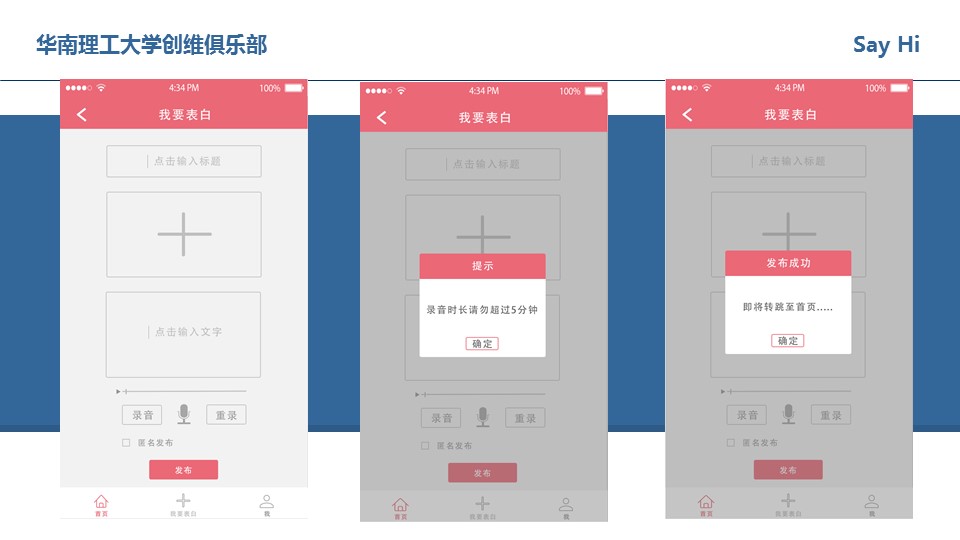 华南理工大学创维俱乐部
Say Hi
4:34 PM
100%
我要表白
点击输入标题
点击输入文字
录音
重录
匿名发布
发布
首页
我要表白
我
4:34 PM
100%
我要表白
点击输入标题
提示
录音时长请勿超过5分钟
确定
录音
重录
匿名发布
发布
首页
我要表白
我
4:34 PM
100%
我要表白
点击输入标题
发布成功
即将转跳至首页.....
确定
录音
重录
匿名发布
发布
首页
我要表白
我